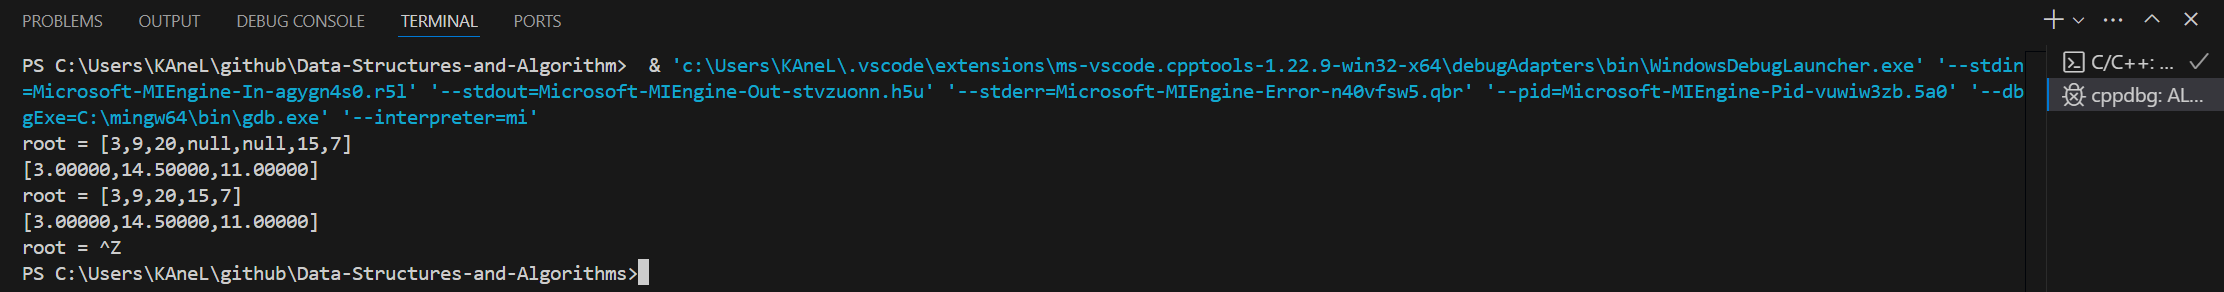 PROBLEMS OUTPUT DEBUG CONSOLE TERMINAL PORTS
PS C:\Users\KAneL\github\Data-Structures-and-Algorithm>  & 'c:\Users\KAneL\.vscode\extensions\ms-vscode.cpptools-1.22.9-win32-x64\debugAdapters\bin\WindowsDebugLauncher.exe' '--stdin
=Microsoft-MIEngine-In-agygn4s0.r5l' '--stdout=Microsoft-MIEngine-Out-stvzuonn.h5u' '--stderr=Microsoft-MIEngine-Error-n40vfsw5.qbr' '--pid=Microsoft-MIEngine-Pid-vuwiw3zb.5a0' '--db
gExe=C:\mingw64\bin\gdb.exe' '--interpreter=mi'
root = [3,9,20,null,null,15,7]
[3.00000,14.50000,11.00000]
root = [3,9,20,15,7]
[3.00000,14.50000,11.00000]
root = ^Z
PS C:\Users\KAneL\github\Data-Structures-and-Algorithms>
C/C++: ...
cppdbg: AL...